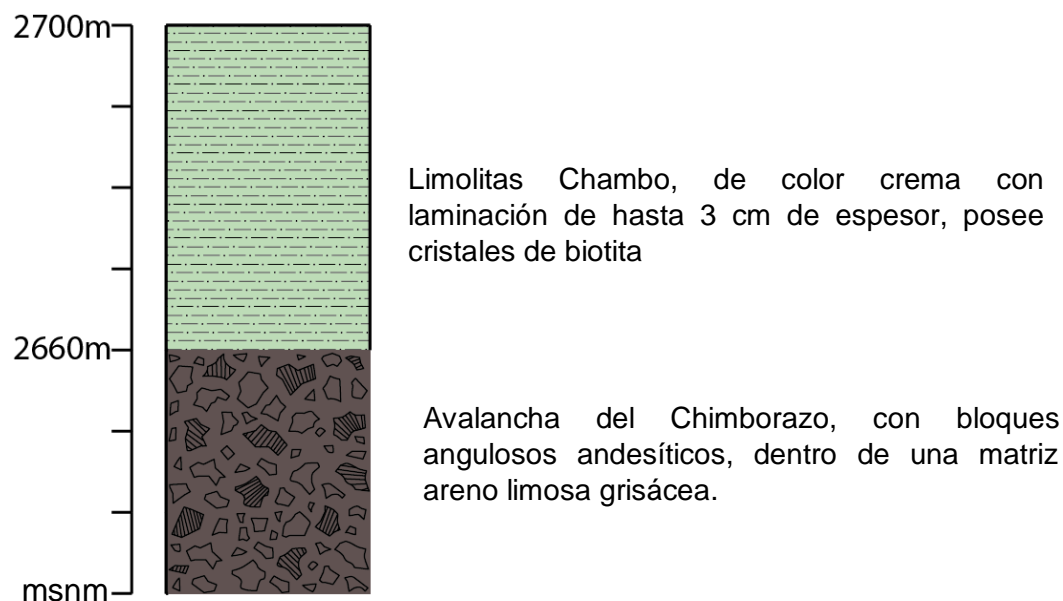 2700m
Limolitas Chambo, de color crema con
laminación de hasta 3 cm de espesor, posee
cristales de biotita
2660m
Avalancha del Chimborazo, con bloques
angulosos andesíticos, dentro de una matriz
areno limosa grisácea.
msnm